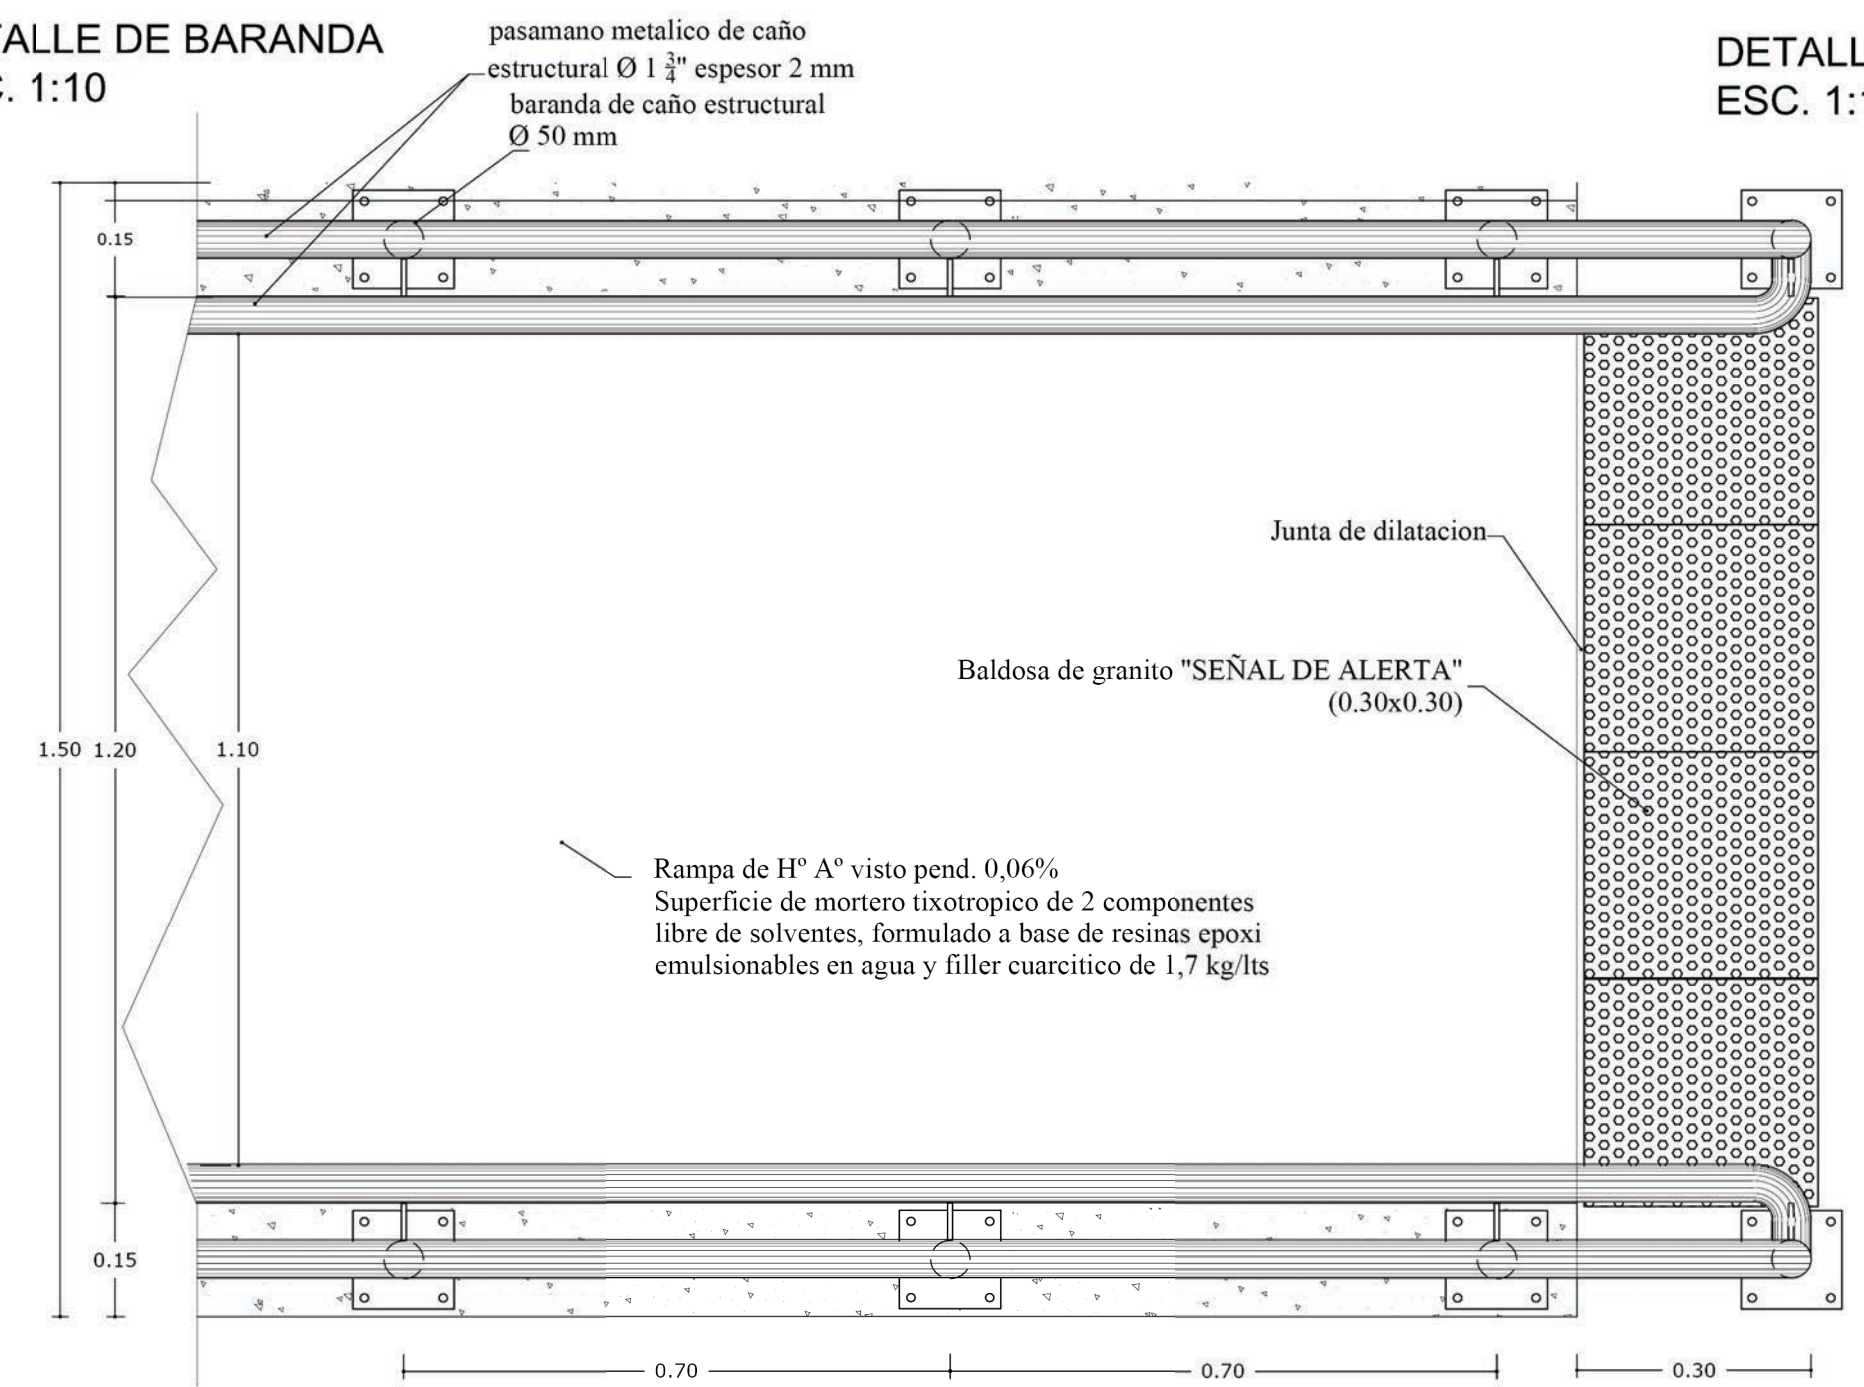 TALLE DE BARANDA
C. 1:10
pasamano metalico de caño
estructural Ø 1 3/4" espesor 2 mm
baranda de caño estructural
Ø 50 mm
DETALL
ESC. 1:1
0.15
Junta de dilatacion
Baldosa de granito "SEÑAL DE ALERTA"
(0.30x0.30)
1.50 1.20 1.10
Rampa de Hº Aº visto pend. 0,06%
Superficie de mortero tixotropico de 2 componentes
libre de solventes, formulado a base de resinas epoxi
emulsionables en agua y filler cuarcitico de 1,7 kg/lts
0.15
0.70 0.70 0.30